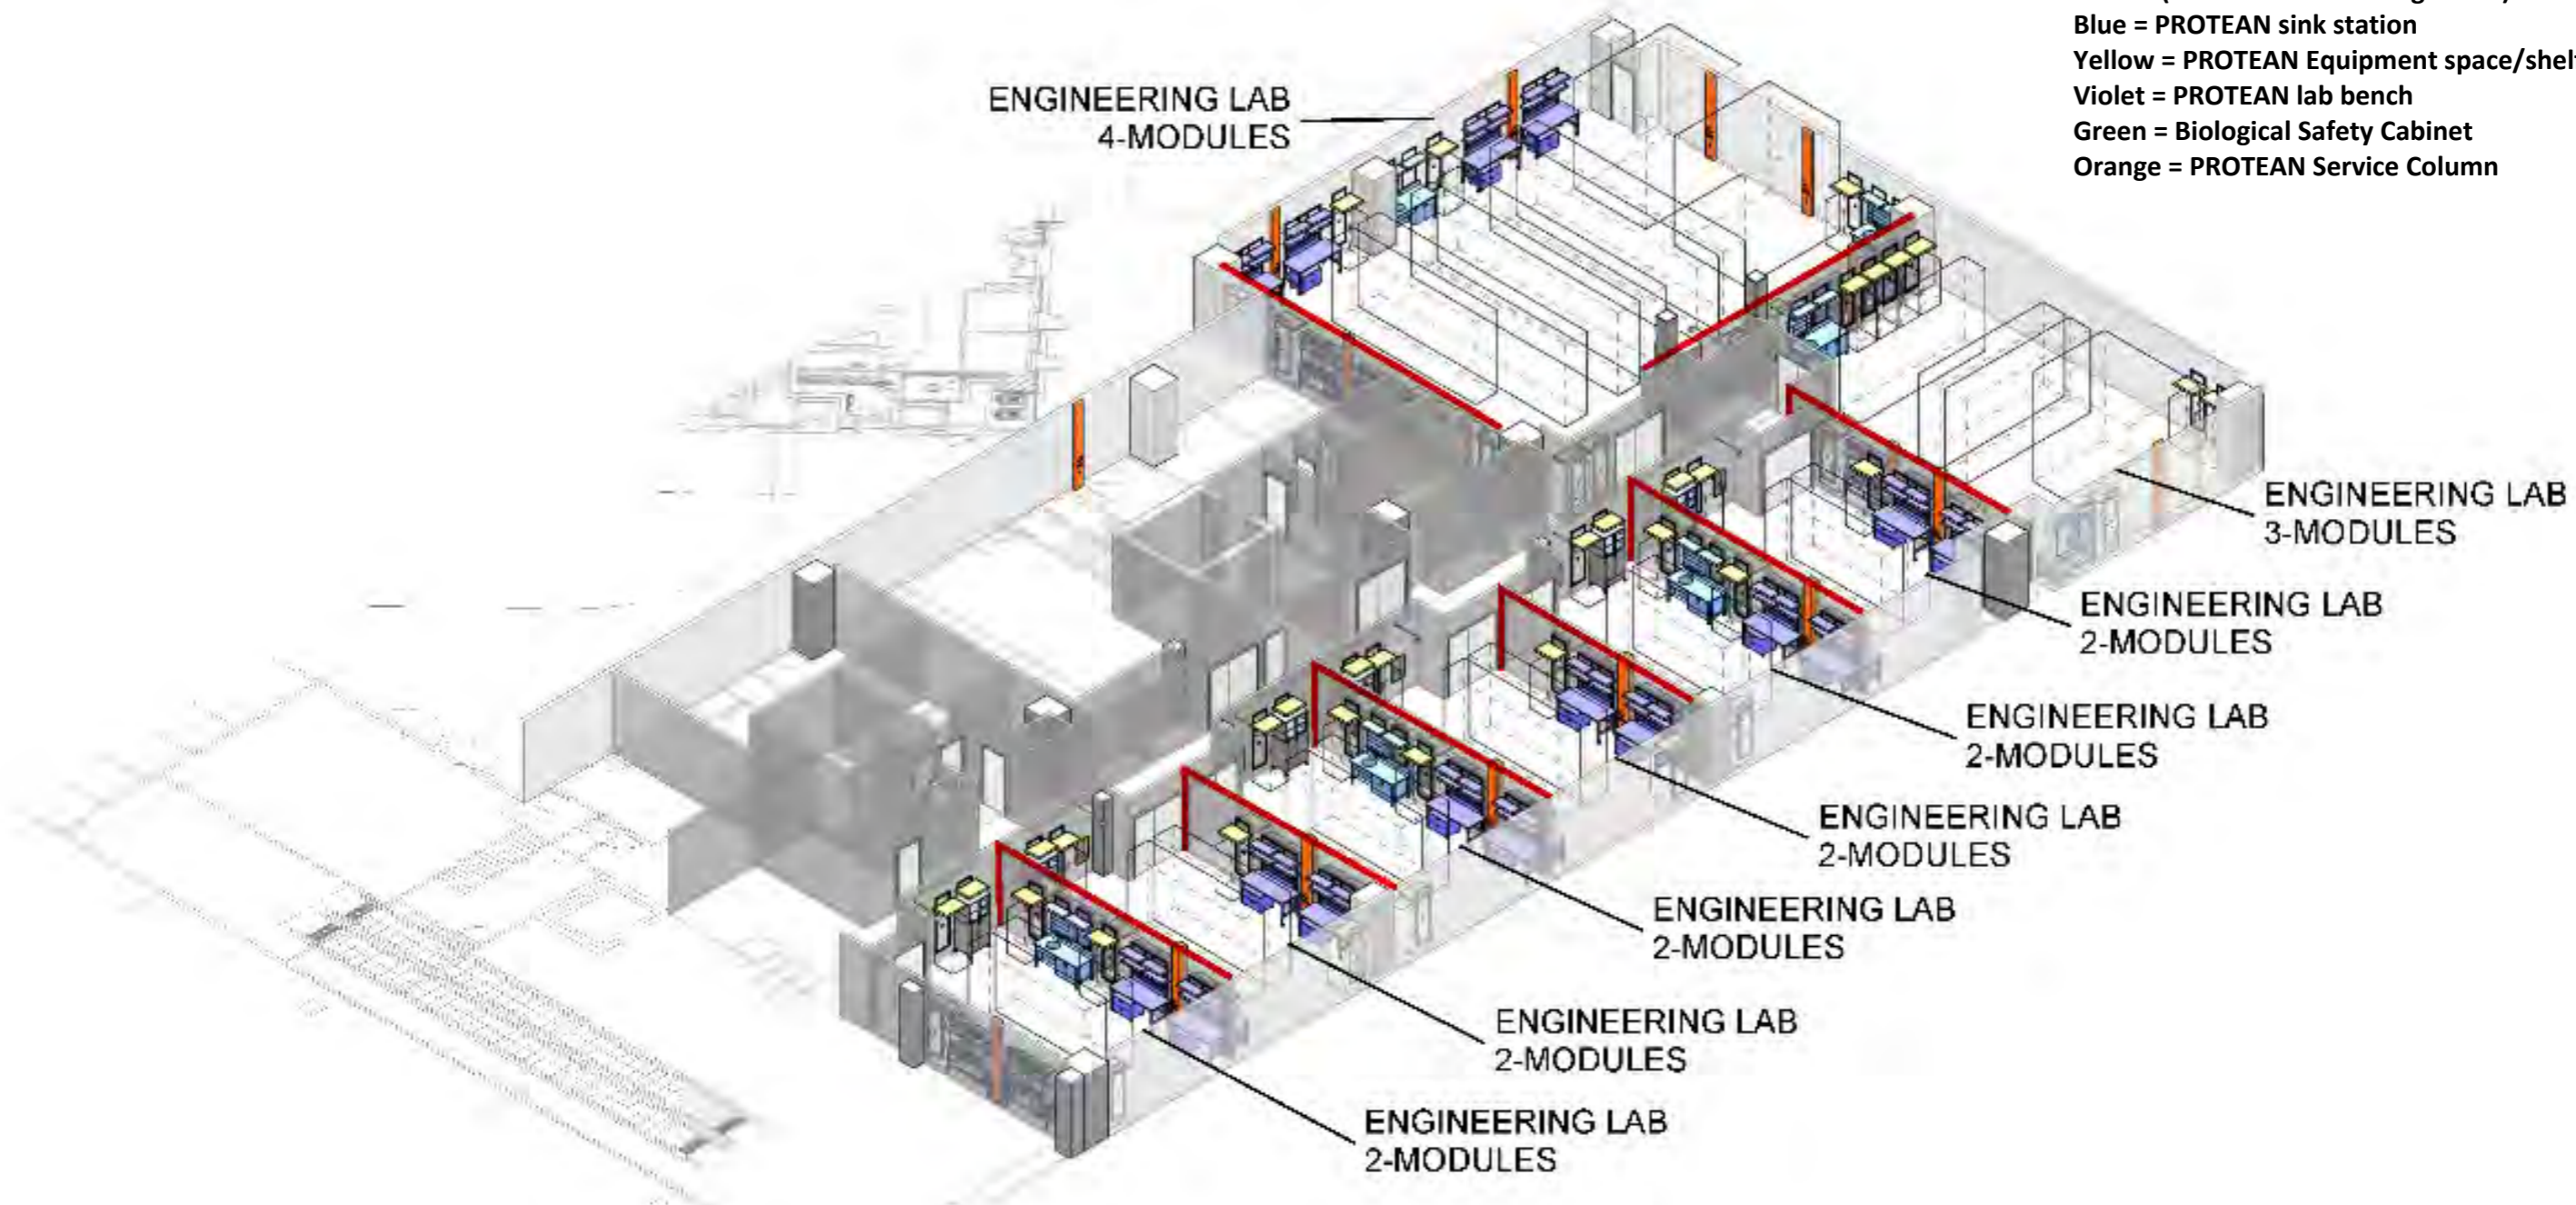 Blue = PROTEAN sink station
Yellow = PROTEAN Equipment
Violet = PROTEAN lab bench
Green = Biological Safety Cabinet
Orange = PROTEAN Service Column
ENGINEERING LAB
4-MODULES
ENGINEERING LAB
3-MODULES
ENGINEERING LAB
2-MODULES
ENGINEERING LAB
2-MODULES
ENGINEERING LAB
2-MODULES
ENGINEERING LAB
2-MODULES
ENGINEERING LAB
2-MODULES
ENGINEERING LAB
2-MODULES